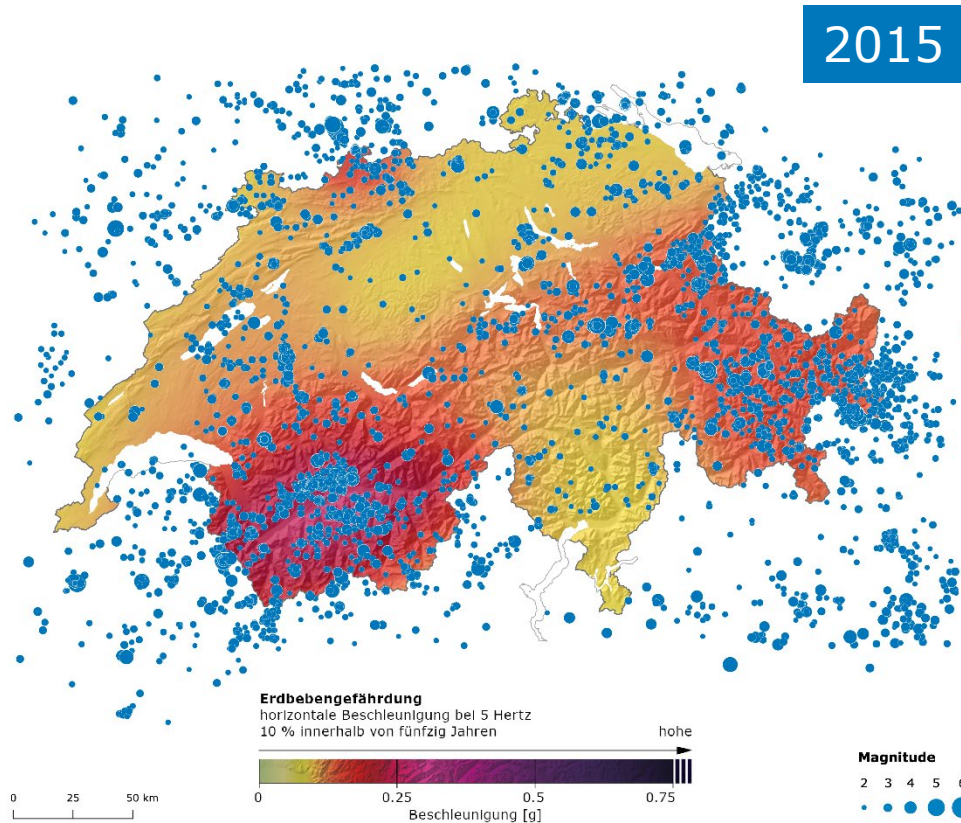 2015
Erdbebengefährdung
horizontale Beschleunigung bei 5 Hertz
10 % innerhalb von fünfzig Jahren
hohe
0 0.25 0.5 0.75
Beschleunigung [g]
0 25 50 km
Magnitude
2 3 4 5 6